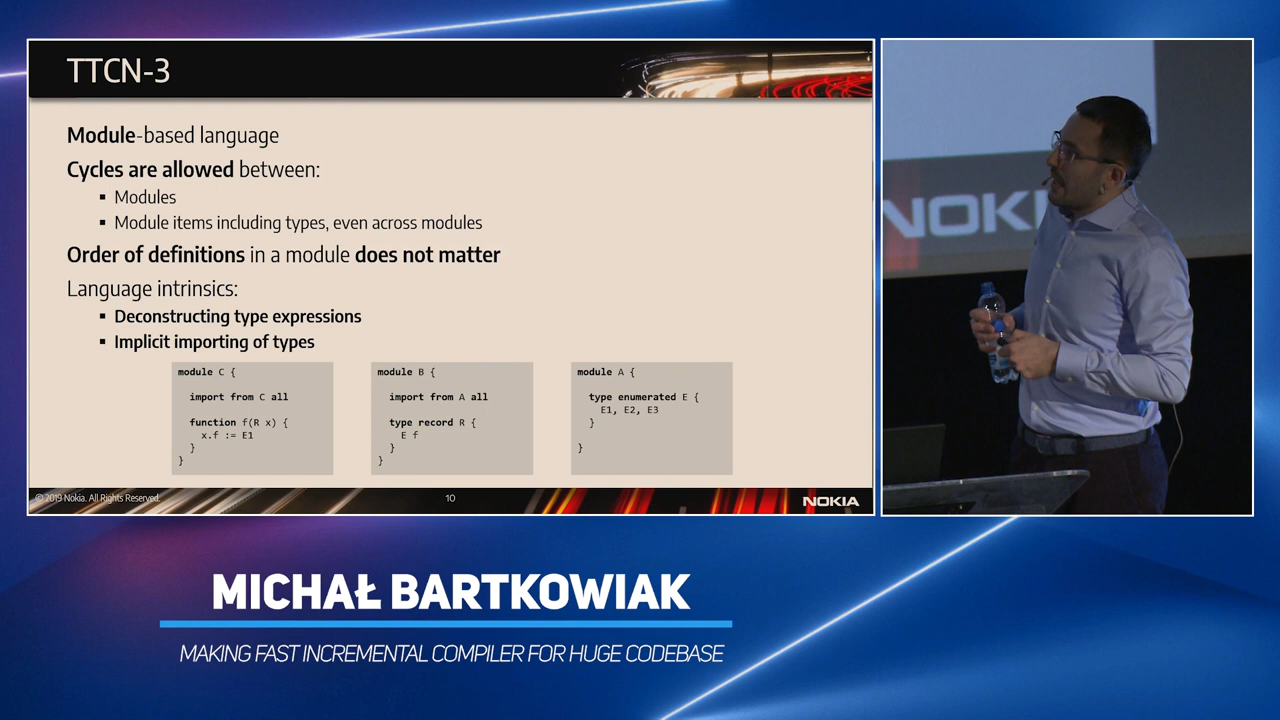 TTCN-3
Module-based language
Cycles are allowed between:
▪ Modules
▪ Module items including types, even across modules
Order of definitions in a module does not matter
Language intrinsics:
▪ Deconstructing type expressions
▪ Implicit importing of types
module C {
import from C all
function f(R x) {
x.f := E1
}
}
module B {
import from A all
type record R {
E f
}
}
module A {
type enumerated E {
E1, E2, E3
}
}
© 2019 Nokia. All Rights Reserved.
10
NOKIA
NOKI
MICHAŁ BARTKOWIAK
MAKING FAST INCREMENTAL COMPILER FOR HUGE CODEBASE